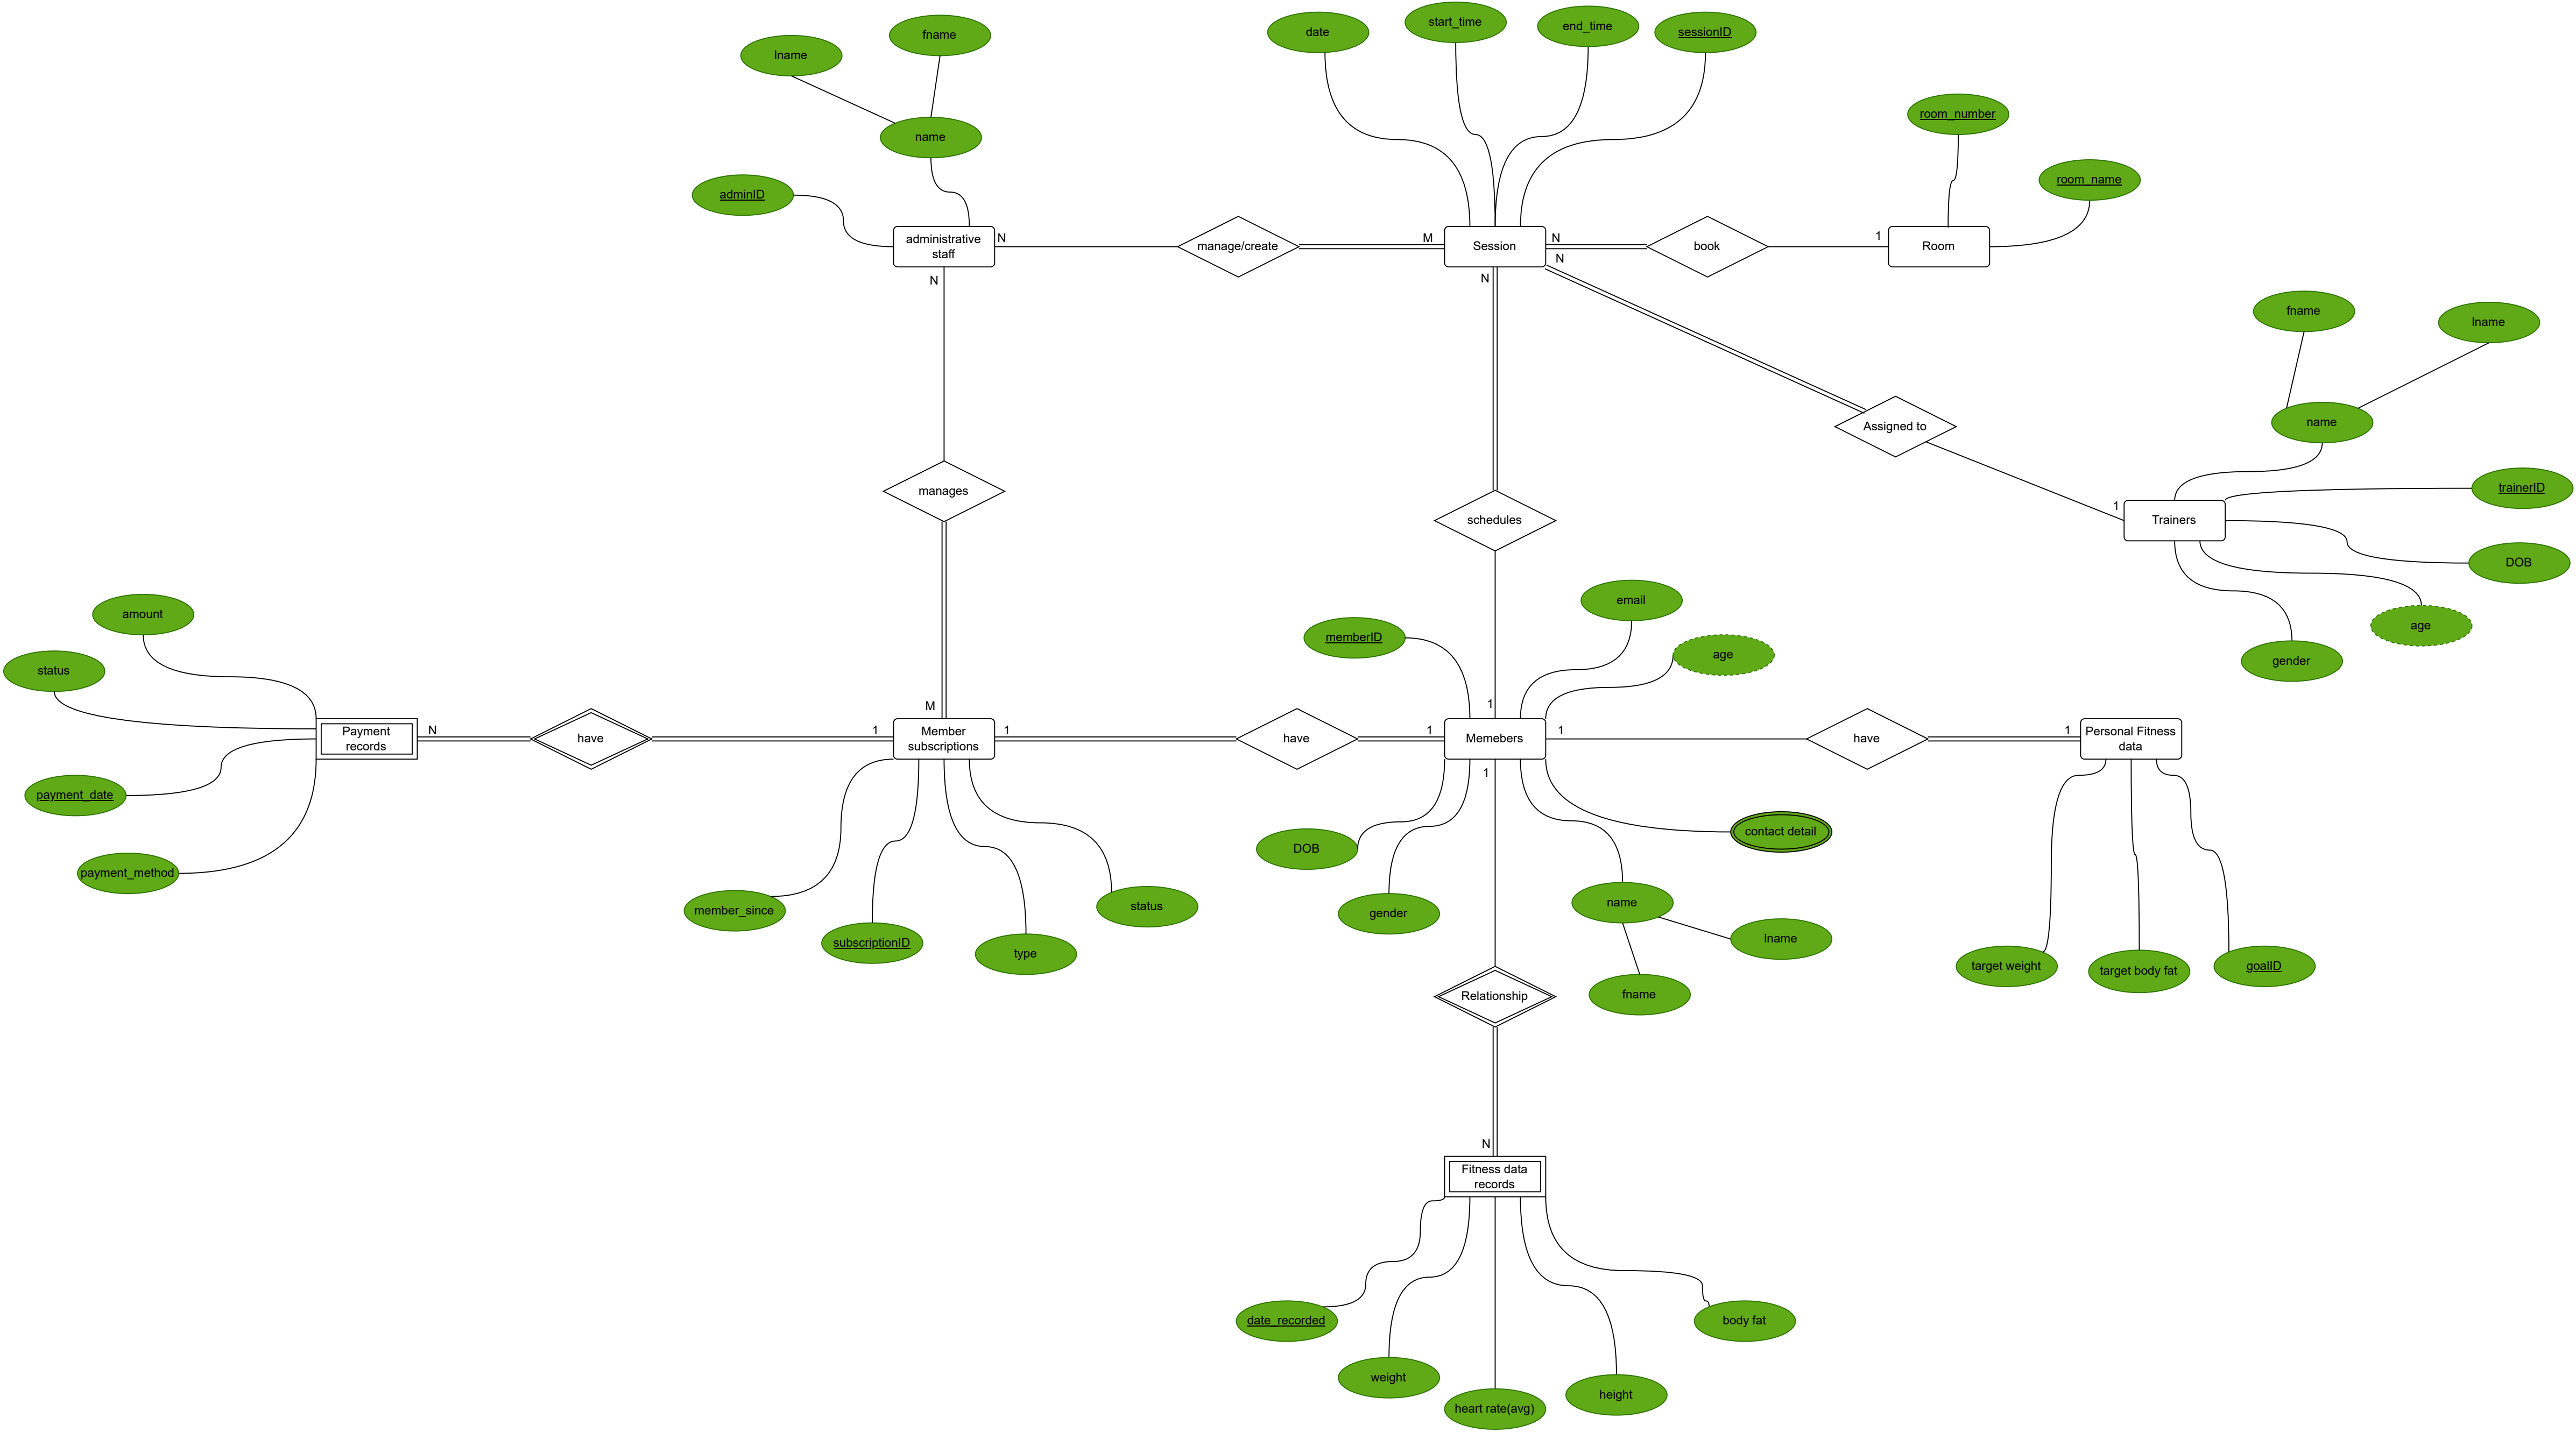 date
start_time
end_time
sessionID
lname
fname
name
adminID
room_number
room_name
administrative
staff
N
manage/create
M
Session
N
book
1
Room
N
N
N
fname
lname
name
Assigned to
trainerID
1
Trainers
DOB
age
gender
manages
schedules
amount
status
payment_date
payment_method
Payment
records
N
have
1
M
Member
subscriptions
1
have
1
memberID
email
age
1
Memebers
1
have
1
Personal Fitness
data
1
member_since
subscriptionID
type
status
DOB
gender
contact detail
name
lname
fname
target weight
target body fat
goalID
Relationship
N
Fitness data
records
date_recorded
weight
heart rate(avg)
height
body fat